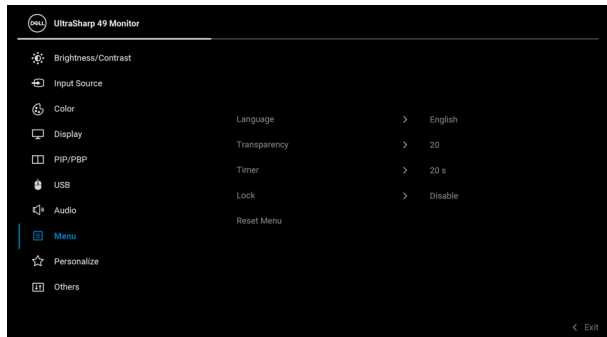 DELL UltraSharp 49 Monitor
Brightness/Contrast
Input Source
Color
Display
PIP/PBP
USB
Audio
Menu
Personalize
Others
Language > English
Transparency > 20
Timer > 20 s
Lock > Disable
Reset Menu
< Exit